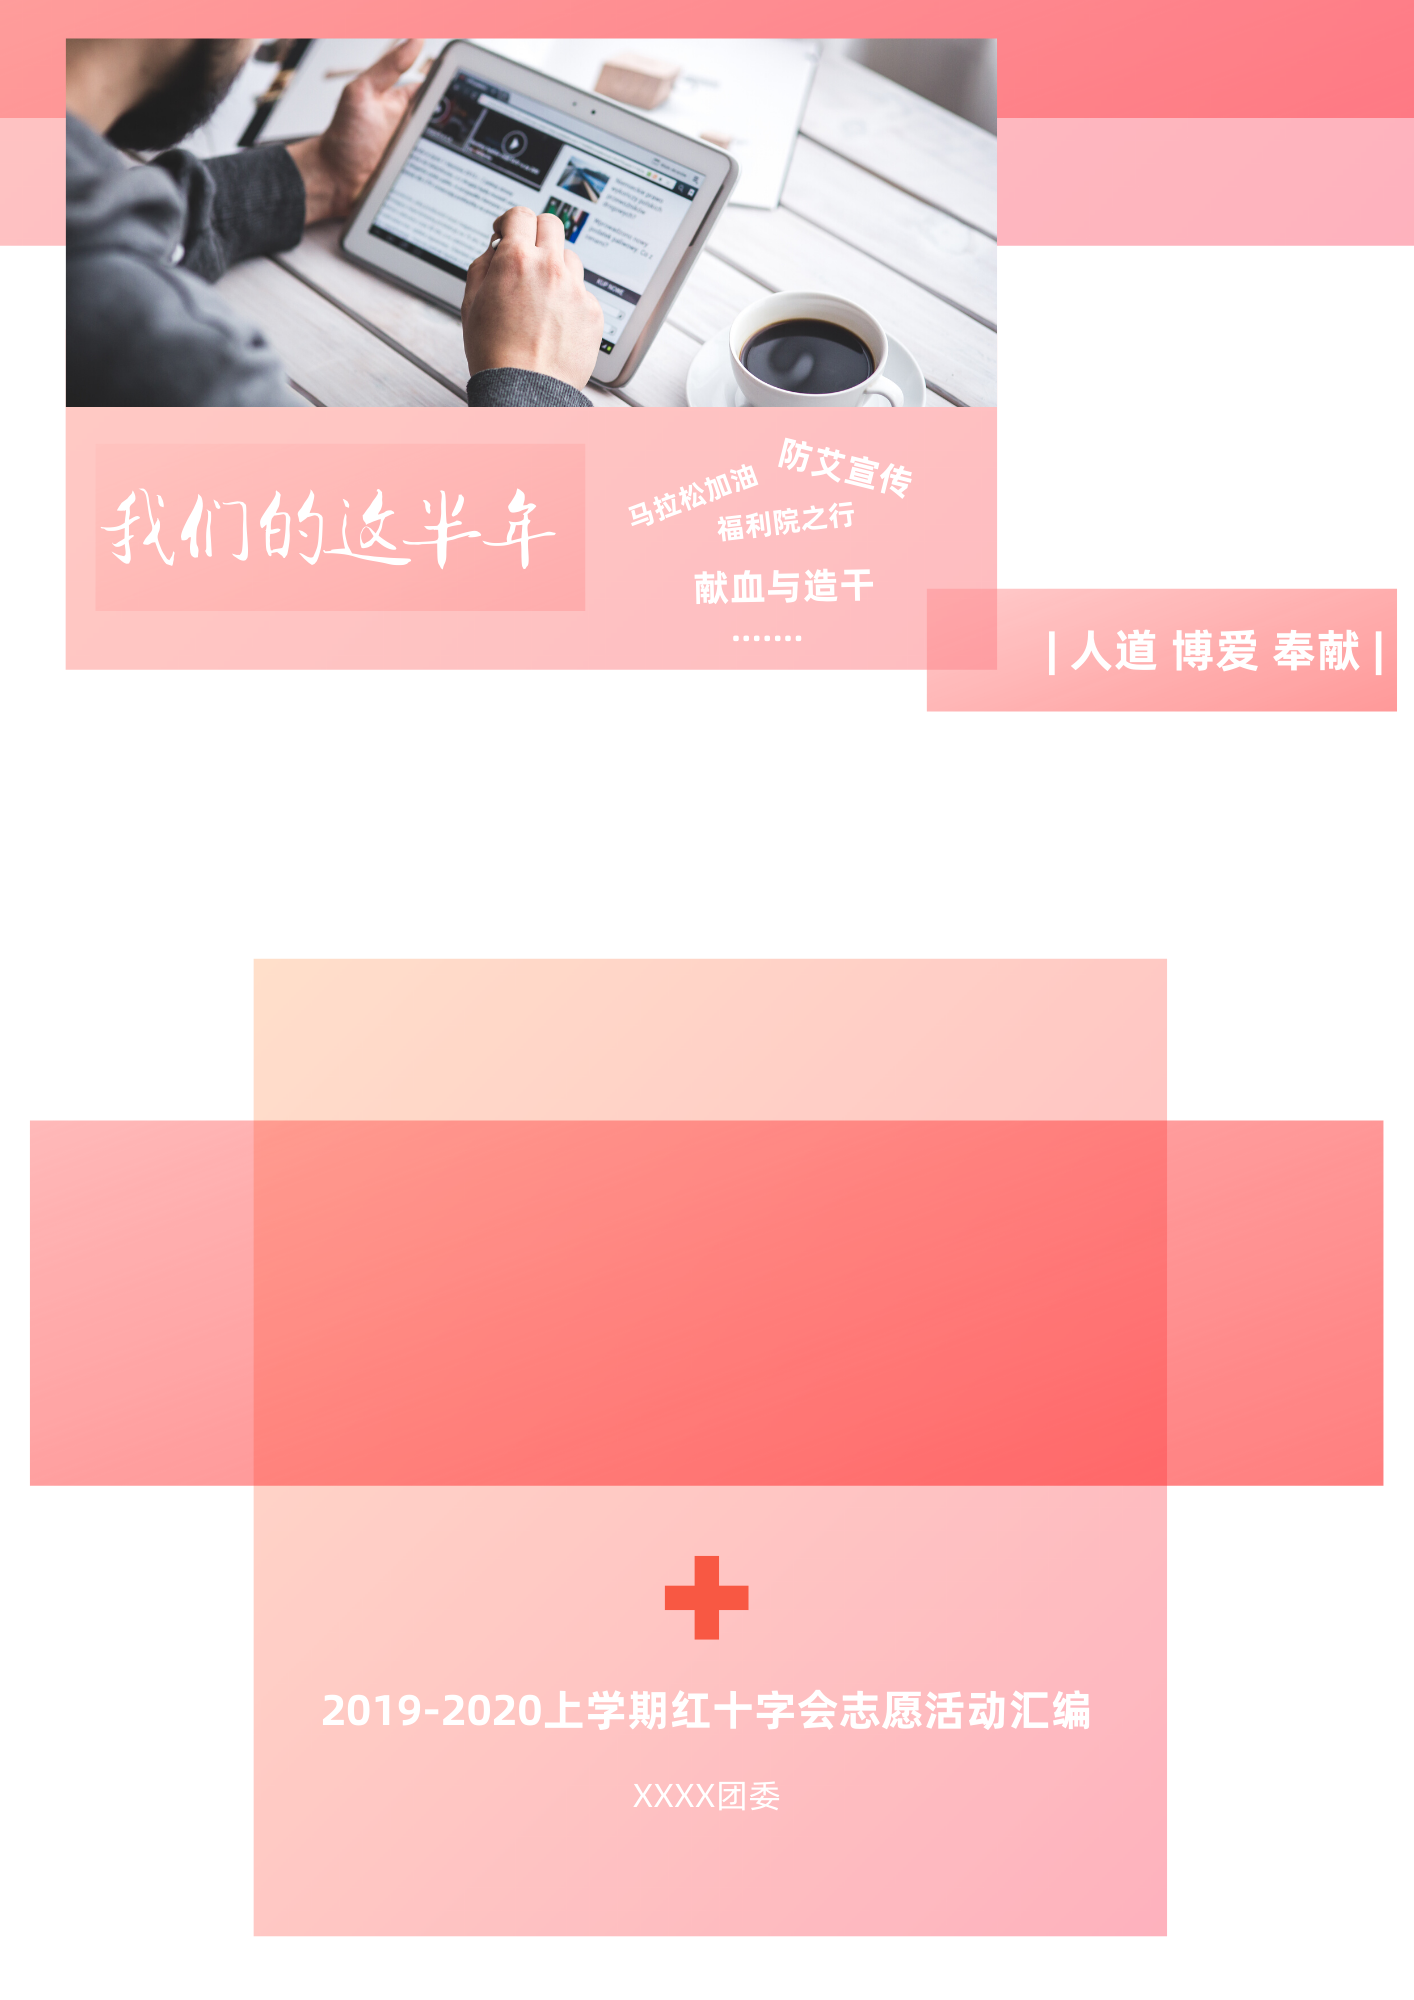 我们的这半年
防艾宣传
马拉松加油
福利院之行
献血与造干
.......
| 人道 博爱 奉献 |
2019-2020上学期红十字会志愿活动汇编
XXXX团委